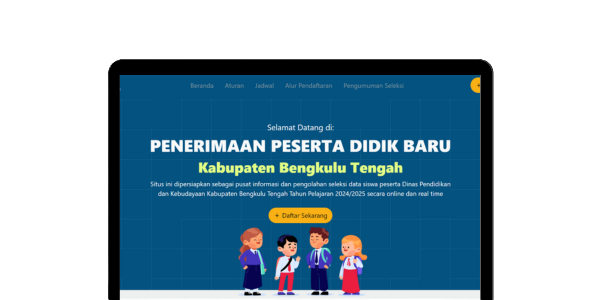 Beranda Aturan Jadwal Alur Pendaftaran Pengumuman Seleksi
Selamat Datang di:
PENERIMAAN PESERTA DIDIK BARU
Kabupaten Bengkulu Tengah
Situs ini dipersiapkan sebagai pusat informasi dan pengolahan seleksi data siswa peserta Dinas Pendidikan
dan Kebudayaan Kabupaten Bengkulu Tengah Tahun Pelajaran 2024/2025 secara online dan real time
+ Daftar Sekarang